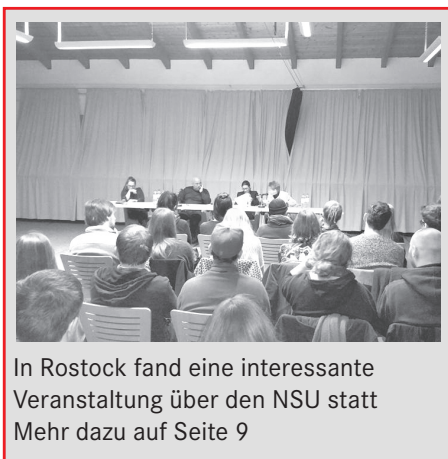 In Rostock fand eine interessante
Veranstaltung über den NSU statt
Mehr dazu auf Seite 9